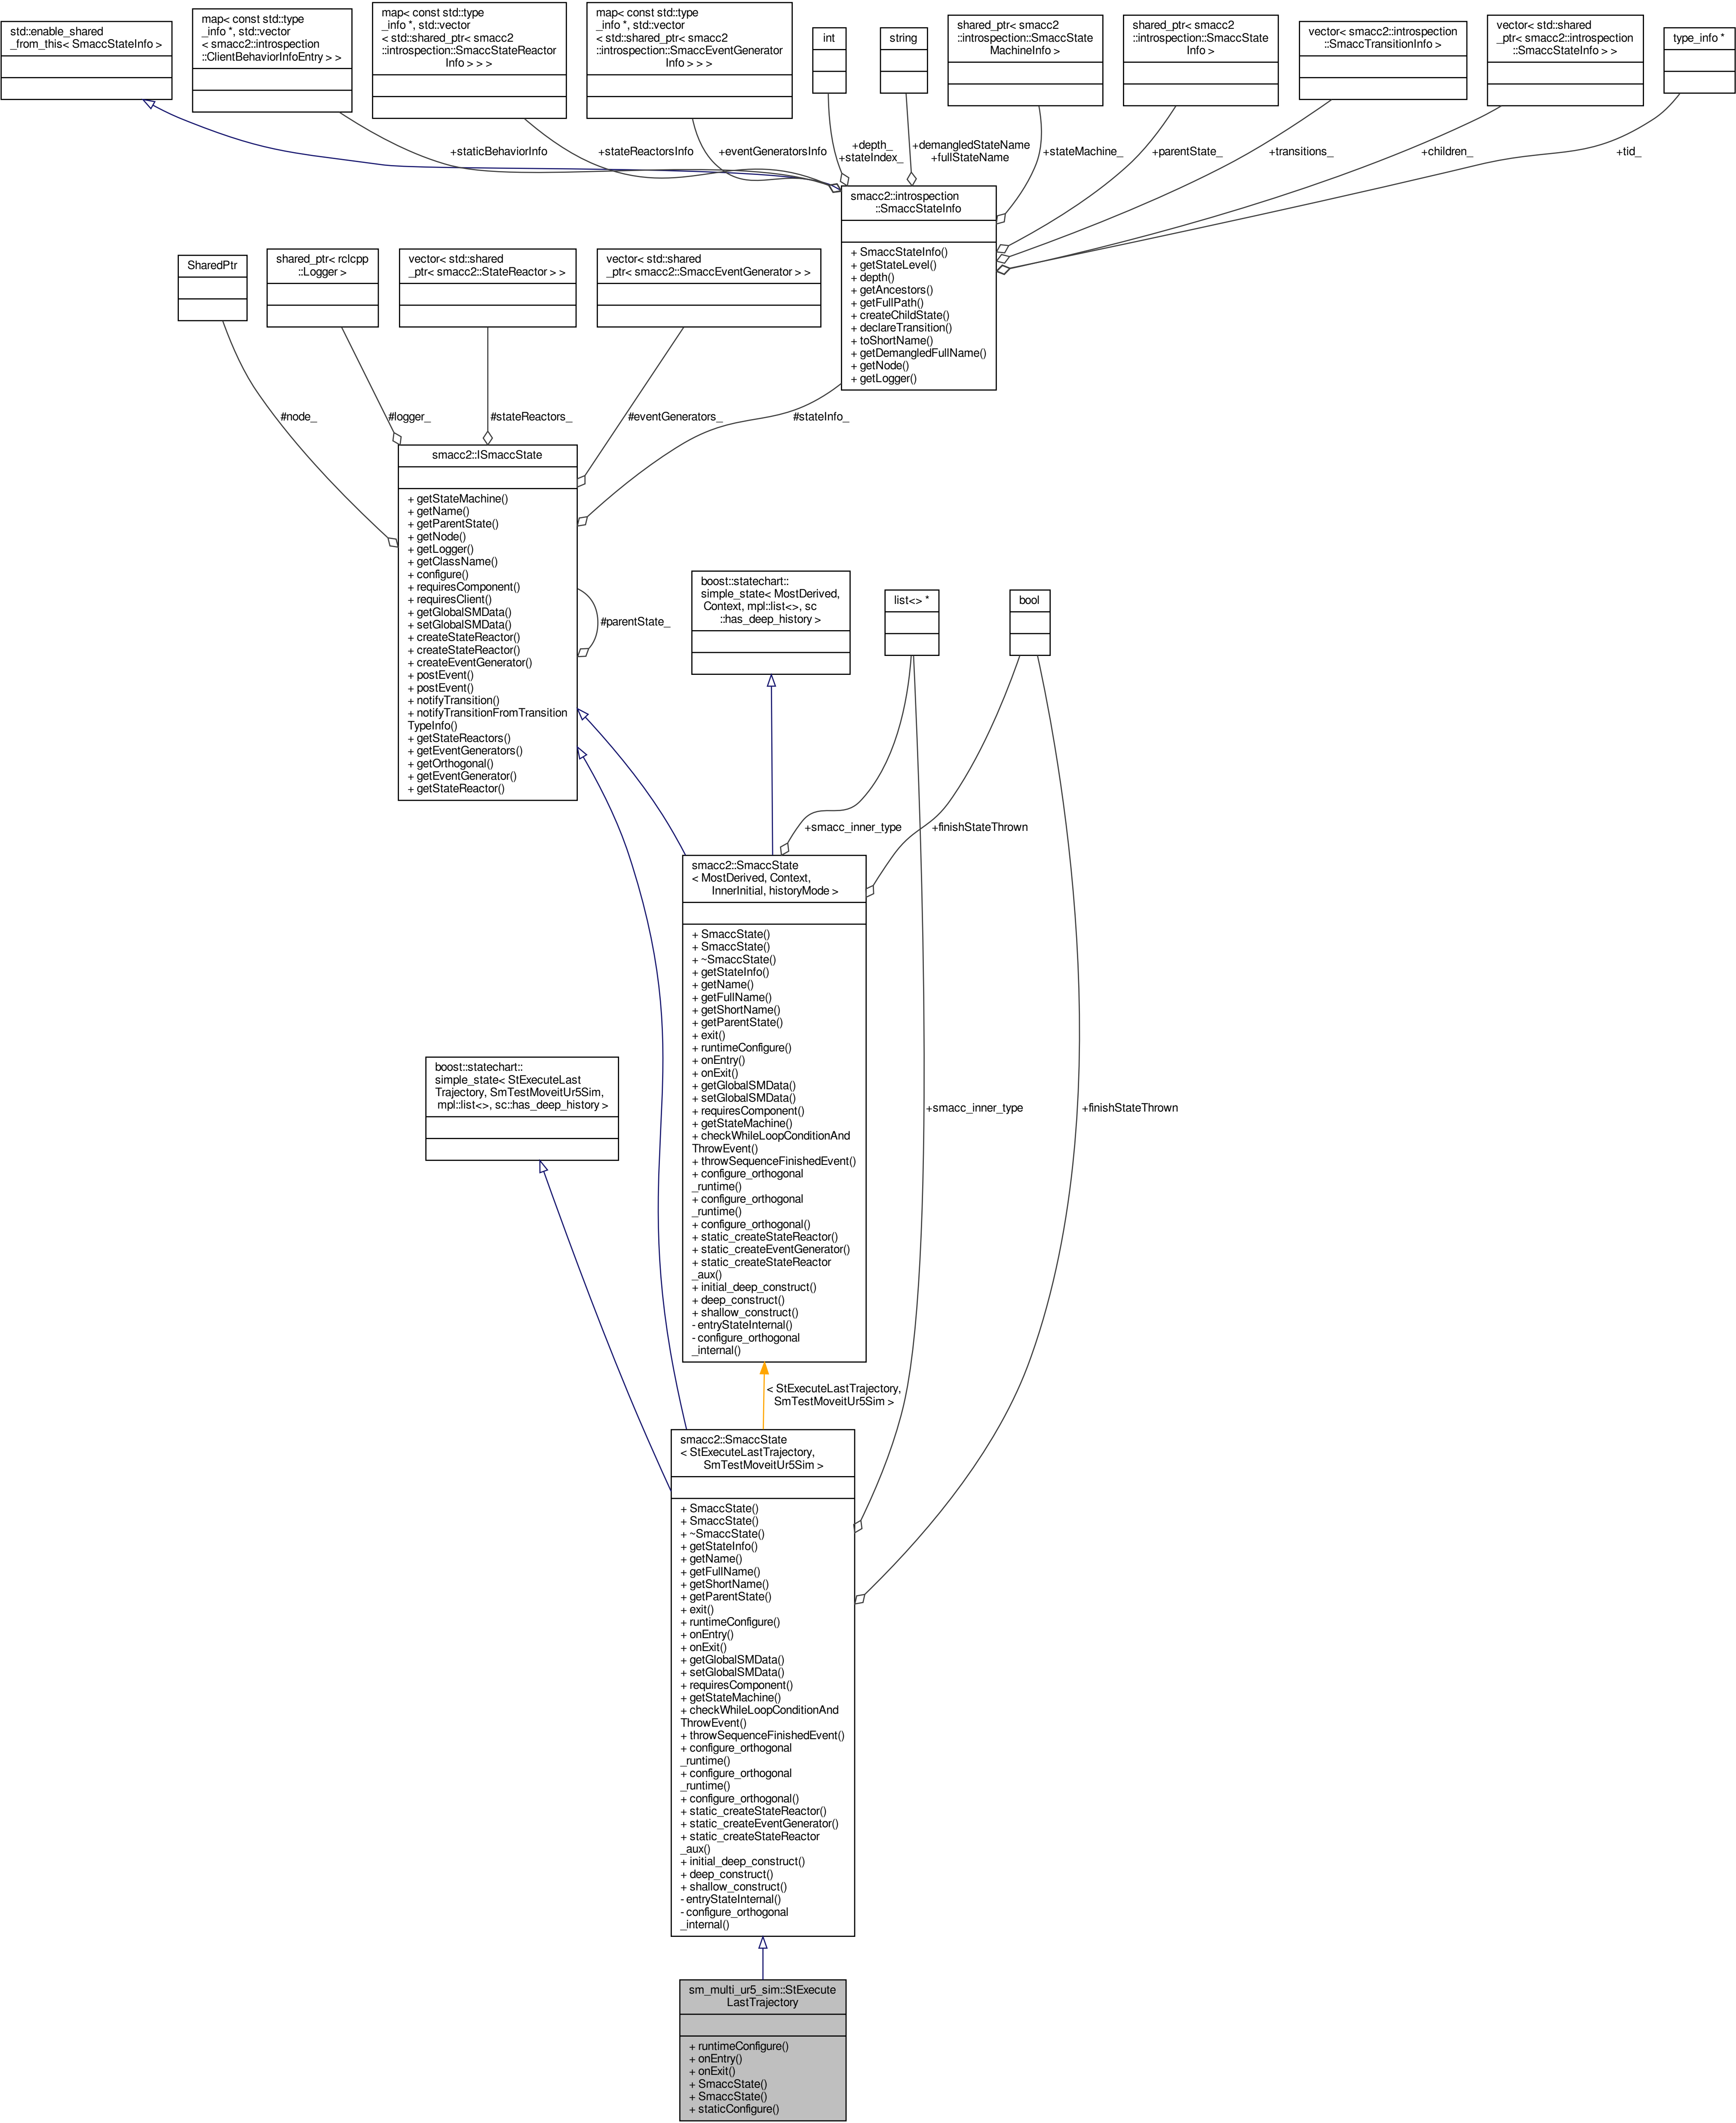 std::enable_shared
_from_this< SmaccStateInfo >
map< const std::type
_info *, std::vector
< smacc2::introspection
::ClientBehaviorInfoEntry > >
map< const std::type
_info *, std::vector
< std::shared_ptr< smacc2
::introspection::SmaccStateReactor
Info > > >
map< const std::type
_info *, std::vector
< std::shared_ptr< smacc2
::introspection::SmaccEventGenerator
Info > > >
int
string
shared_ptr< smacc2
::introspection::SmaccState
MachineInfo >
shared_ptr< smacc2
::introspection::SmaccState
Info >
vector< smacc2::introspection
::SmaccTransitionInfo >
vector< std::shared
_ptr< smacc2::introspection
::SmaccStateInfo > >
type_info *
+staticBehaviorInfo
+stateReactorsInfo
+eventGeneratorsInfo
+depth_
+stateIndex_
+demangledStateName
+fullStateName
+stateMachine_
+parentState_
+transitions_
+children_
+tid_
smacc2::introspection
::SmaccStateInfo
+ SmaccStateInfo()
+ getStateLevel()
+ depth()
+ getAncestors()
+ getFullPath()
+ createChildState()
+ declareTransition()
+ toShortName()
+ getDemangledFullName()
+ getNode()
+ getLogger()
SharedPtr
shared_ptr< rclcpp
::Logger >
vector< std::shared
_ptr< smacc2::StateReactor > >
vector< std::shared
_ptr< smacc2::SmaccEventGenerator > >
#node_
#logger_
#stateReactors_
#eventGenerators_
#stateInfo_
smacc2::ISmaccState
+ getStateMachine()
+ getName()
+ getParentState()
+ getNode()
+ getLogger()
+ getClassName()
+ configure()
+ requiresComponent()
+ requiresClient()
+ getGlobalSMData()
+ setGlobalSMData()
+ createStateReactor()
+ createStateReactor()
+ createEventGenerator()
+ postEvent()
+ postEvent()
+ notifyTransition()
+ notifyTransitionFromTransition
TypeInfo()
+ getStateReactors()
+ getEventGenerators()
+ getOrthogonal()
+ getEventGenerator()
+ getStateReactor()
#parentState_
boost::statechart::
simple_state< MostDerived,
Context, mpl::list<>, sc
::has_deep_history >
list<> *
bool
+smacc_inner_type
+finishStateThrown
smacc2::SmaccState
< MostDerived, Context,
InnerInitial, historyMode >
+ SmaccState()
+ SmaccState()
+ ~SmaccState()
+ getStateInfo()
+ getName()
+ getFullName()
+ getShortName()
+ getParentState()
+ exit()
+ runtimeConfigure()
+ onEntry()
+ onExit()
+ getGlobalSMData()
+ setGlobalSMData()
+ requiresComponent()
+ getStateMachine()
+ checkWhileLoopConditionAnd
ThrowEvent()
+ throwSequenceFinishedEvent()
+ configure_orthogonal
_runtime()
+ configure_orthogonal
_runtime()
+ configure_orthogonal()
+ static_createStateReactor()
+ static_createEventGenerator()
+ static_createStateReactor
_aux()
+ initial_deep_construct()
+ deep_construct()
+ shallow_construct()
- entryStateInternal()
- configure_orthogonal
_internal()
boost::statechart::
simple_state< StExecuteLast
Trajectory, SmTestMoveitUr5Sim,
mpl::list<>, sc::has_deep_history >
+smacc_inner_type
+finishStateThrown
< StExecuteLastTrajectory,
SmTestMoveitUr5Sim >
smacc2::SmaccState
< StExecuteLastTrajectory,
SmTestMoveitUr5Sim >
+ SmaccState()
+ SmaccState()
+ ~SmaccState()
+ getStateInfo()
+ getName()
+ getFullName()
+ getShortName()
+ getParentState()
+ exit()
+ runtimeConfigure()
+ onEntry()
+ onExit()
+ getGlobalSMData()
+ setGlobalSMData()
+ requiresComponent()
+ getStateMachine()
+ checkWhileLoopConditionAnd
ThrowEvent()
+ throwSequenceFinishedEvent()
+ configure_orthogonal
_runtime()
+ configure_orthogonal
_runtime()
+ configure_orthogonal()
+ static_createStateReactor()
+ static_createEventGenerator()
+ static_createStateReactor
_aux()
+ initial_deep_construct()
+ deep_construct()
+ shallow_construct()
- entryStateInternal()
- configure_orthogonal
_internal()
sm_multi_ur5_sim::StExecute
LastTrajectory
+ runtimeConfigure()
+ onEntry()
+ onExit()
+ SmaccState()
+ SmaccState()
+ staticConfigure()